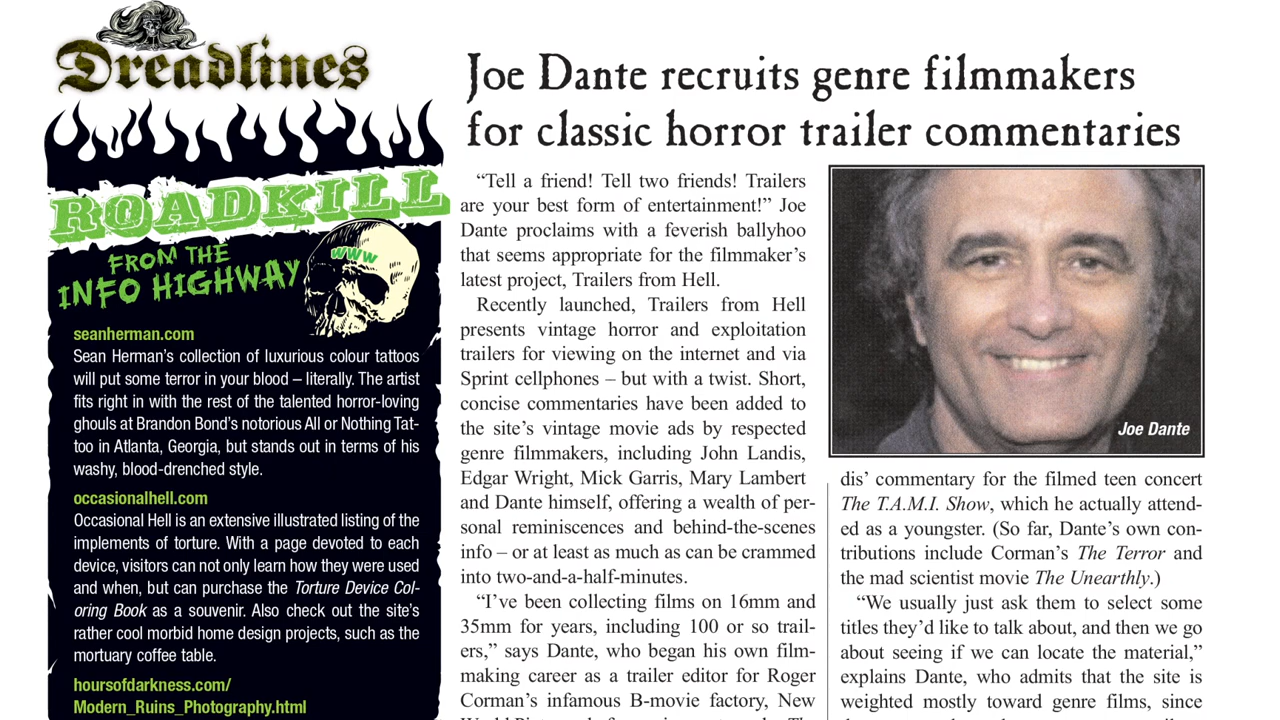 Dreadlines
ROADKILL
FROM THE
INFO HIGHWAY
WWW
seanherman.com
Sean Herman's collection of luxurious colour tattoos
will put some terror in your blood – literally. The artist
fits right in with the rest of the talented horror-loving
ghouls at Brandon Bond's notorious All or Nothing Tat-
too in Atlanta, Georgia, but stands out in terms of his
washy, blood-drenched style.
occasionalhell.com
Occasional Hell is an extensive illustrated listing of the
implements of torture. With a page devoted to each
device, visitors can not only learn how they were used
and when, but can purchase the Torture Device Col-
oring Book as a souvenir. Also check out the site's
rather cool morbid home design projects, such as the
mortuary coffee table.
hoursofdarkness.com/
Modern_Ruins_Photography.html
Joe Dante recruits genre filmmakers
for classic horror trailer commentaries
“Tell a friend! Tell two friends! Trailers
are your best form of entertainment!” Joe
Dante proclaims with a feverish ballyhoo
that seems appropriate for the filmmaker's
latest project, Trailers from Hell.
Recently launched, Trailers from Hell
presents vintage horror and exploitation
trailers for viewing on the internet and via
Sprint cellphones – but with a twist. Short,
concise commentaries have been added to
the site's vintage movie ads by respected
genre filmmakers, including John Landis,
Edgar Wright, Mick Garris, Mary Lambert
and Dante himself, offering a wealth of per-
sonal reminiscences and behind-the-scenes
info – or at least as much as can be crammed
into two-and-a-half-minutes.
“I've been collecting films on 16mm and
35mm for years, including 100 or so trail-
ers,” says Dante, who began his own film-
making career as a trailer editor for Roger
Corman's infamous B-movie factory, New
Joe Dante
dis' commentary for the filmed teen concert
The T.A.M.I. Show, which he actually attend-
ed as a youngster. (So far, Dante's own con-
tributions include Corman's The Terror and
the mad scientist movie The Unearthly.)
“We usually just ask them to select some
titles they'd like to talk about, and then we go
about seeing if we can locate the material,”
explains Dante, who admits that the site is
weighted mostly toward genre films, since